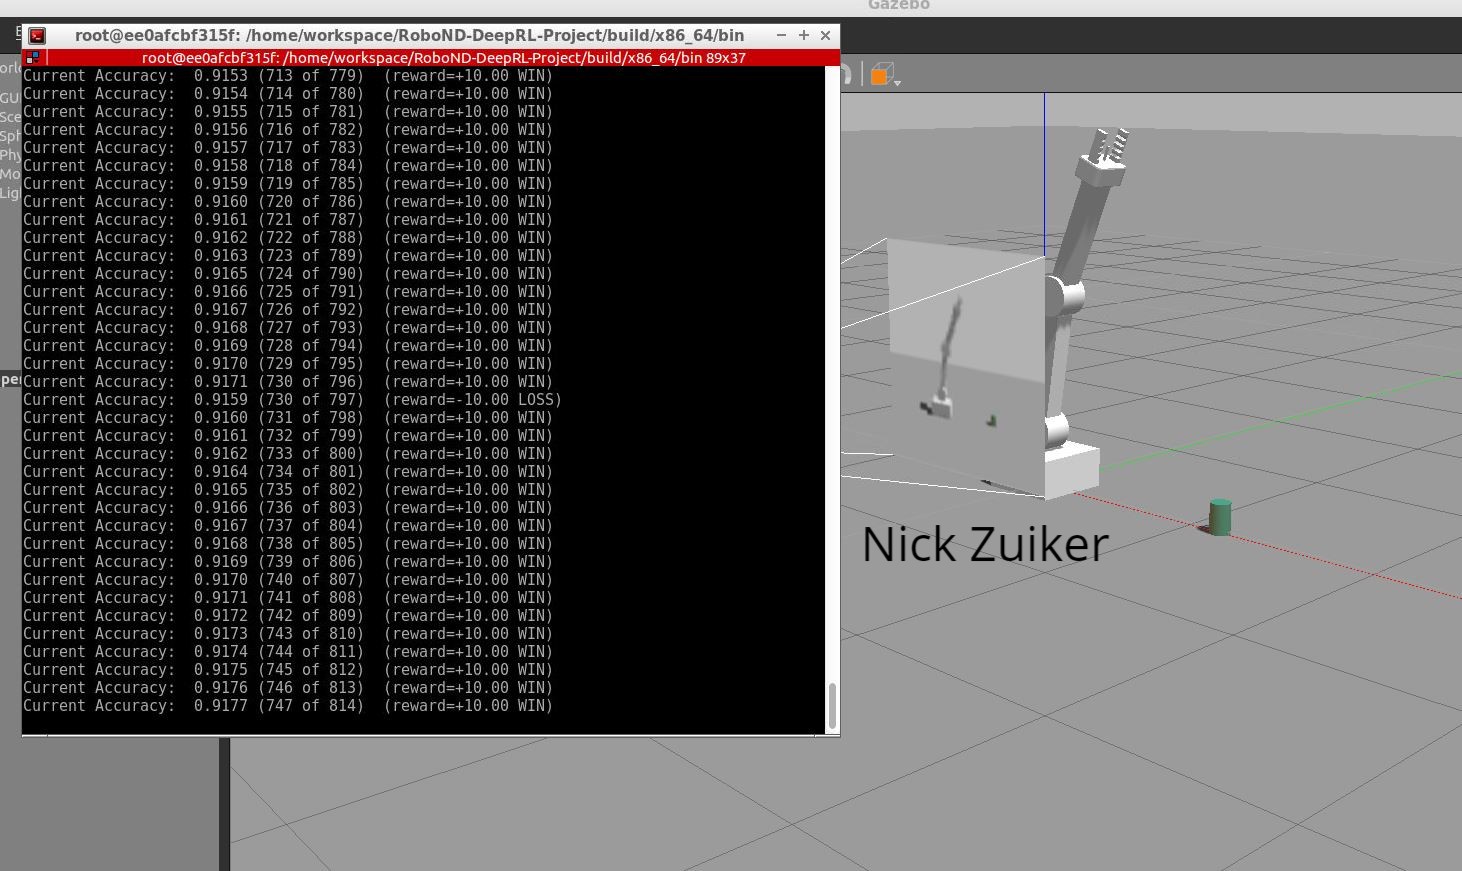 Gazebo
root@ee0afcbf315f: /home/workspace/RoboND-DeepRL-Project/build/x86_64/bin
root@ee0afcbf315f: /home/workspace/RoboND-DeepRL-Project/build/x86_64/bin 89x37
Current Accuracy:  0.9153 (713 of 779)  (reward=+10.00 WIN)
Current Accuracy:  0.9154 (714 of 780)  (reward=+10.00 WIN)
Current Accuracy:  0.9155 (715 of 781)  (reward=+10.00 WIN)
Current Accuracy:  0.9156 (716 of 782)  (reward=+10.00 WIN)
Current Accuracy:  0.9157 (717 of 783)  (reward=+10.00 WIN)
Current Accuracy:  0.9158 (718 of 784)  (reward=+10.00 WIN)
Current Accuracy:  0.9159 (719 of 785)  (reward=+10.00 WIN)
Current Accuracy:  0.9160 (720 of 786)  (reward=+10.00 WIN)
Current Accuracy:  0.9161 (721 of 787)  (reward=+10.00 WIN)
Current Accuracy:  0.9162 (722 of 788)  (reward=+10.00 WIN)
Current Accuracy:  0.9163 (723 of 789)  (reward=+10.00 WIN)
Current Accuracy:  0.9165 (724 of 790)  (reward=+10.00 WIN)
Current Accuracy:  0.9166 (725 of 791)  (reward=+10.00 WIN)
Current Accuracy:  0.9167 (726 of 792)  (reward=+10.00 WIN)
Current Accuracy:  0.9168 (727 of 793)  (reward=+10.00 WIN)
Current Accuracy:  0.9169 (728 of 794)  (reward=+10.00 WIN)
Current Accuracy:  0.9170 (729 of 795)  (reward=+10.00 WIN)
Current Accuracy:  0.9171 (730 of 796)  (reward=+10.00 WIN)
Current Accuracy:  0.9159 (730 of 797)  (reward=-10.00 LOSS)
Current Accuracy:  0.9160 (731 of 798)  (reward=+10.00 WIN)
Current Accuracy:  0.9161 (732 of 799)  (reward=+10.00 WIN)
Current Accuracy:  0.9162 (733 of 800)  (reward=+10.00 WIN)
Current Accuracy:  0.9164 (734 of 801)  (reward=+10.00 WIN)
Current Accuracy:  0.9165 (735 of 802)  (reward=+10.00 WIN)
Current Accuracy:  0.9166 (736 of 803)  (reward=+10.00 WIN)
Current Accuracy:  0.9167 (737 of 804)  (reward=+10.00 WIN)
Current Accuracy:  0.9168 (738 of 805)  (reward=+10.00 WIN)
Current Accuracy:  0.9169 (739 of 806)  (reward=+10.00 WIN)
Current Accuracy:  0.9170 (740 of 807)  (reward=+10.00 WIN)
Current Accuracy:  0.9171 (741 of 808)  (reward=+10.00 WIN)
Current Accuracy:  0.9172 (742 of 809)  (reward=+10.00 WIN)
Current Accuracy:  0.9173 (743 of 810)  (reward=+10.00 WIN)
Current Accuracy:  0.9174 (744 of 811)  (reward=+10.00 WIN)
Current Accuracy:  0.9175 (745 of 812)  (reward=+10.00 WIN)
Current Accuracy:  0.9176 (746 of 813)  (reward=+10.00 WIN)
Current Accuracy:  0.9177 (747 of 814)  (reward=+10.00 WIN)
Nick Zuiker